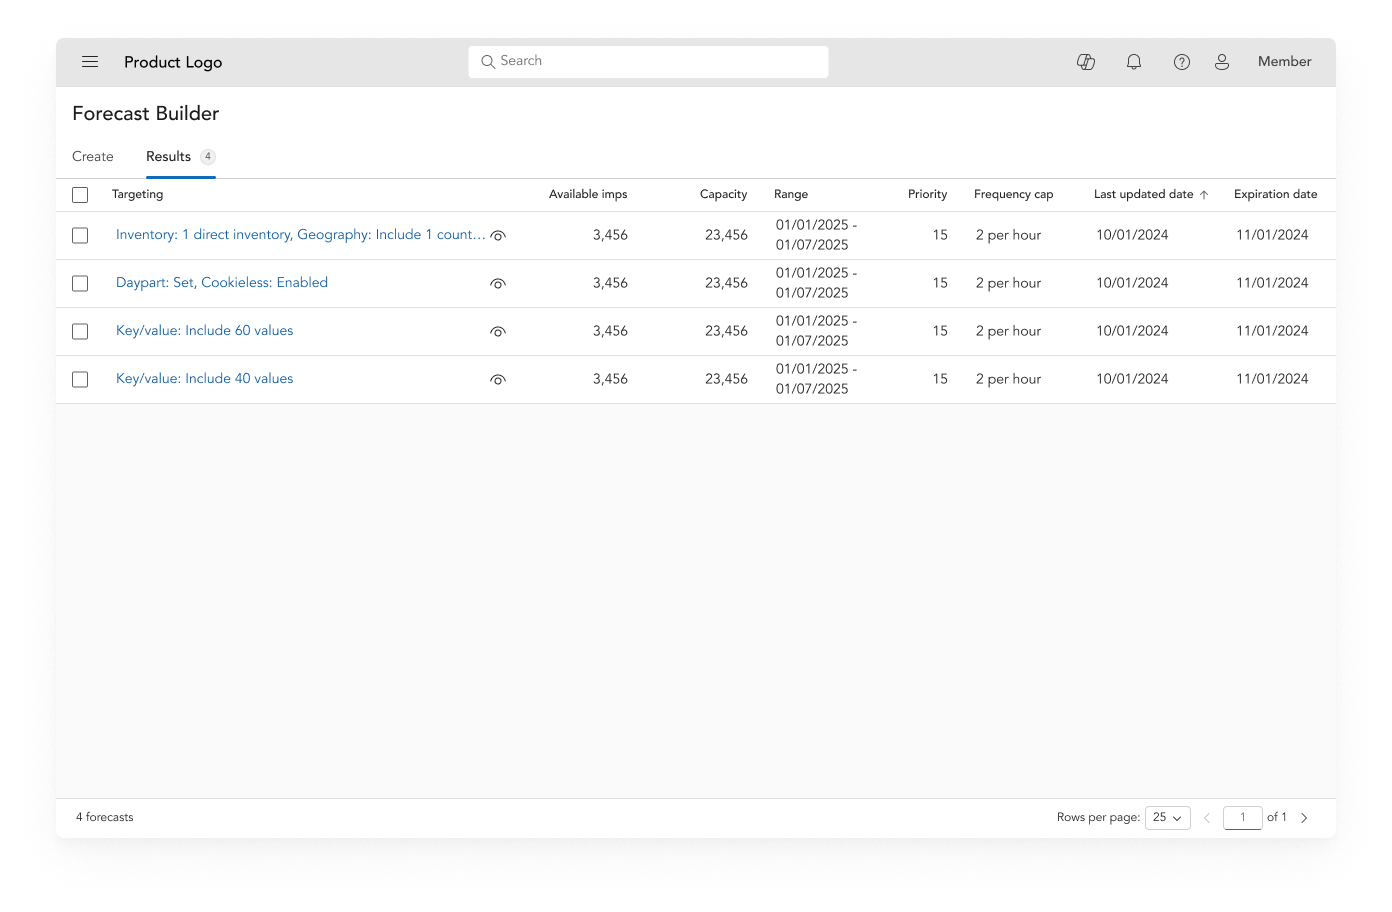 Product Logo
Search
Member
Forecast Builder
Create
Results 4
Targeting Available imps Capacity Range Priority Frequency cap Last updated date Expiration date
Inventory: 1 direct inventory, Geography: Include 1 count... 3,456 23,456 01/01/2025 - 15 2 per hour 10/01/2024 11/01/2024
01/07/2025
Daypart: Set, Cookieless: Enabled 3,456 23,456 01/01/2025 - 15 2 per hour 10/01/2024 11/01/2024
01/07/2025
Key/value: Include 60 values 3,456 23,456 01/01/2025 - 15 2 per hour 10/01/2024 11/01/2024
01/07/2025
Key/value: Include 40 values 3,456 23,456 01/01/2025 - 15 2 per hour 10/01/2024 11/01/2024
01/07/2025
4 forecasts
Rows per page: 25 1 of 1